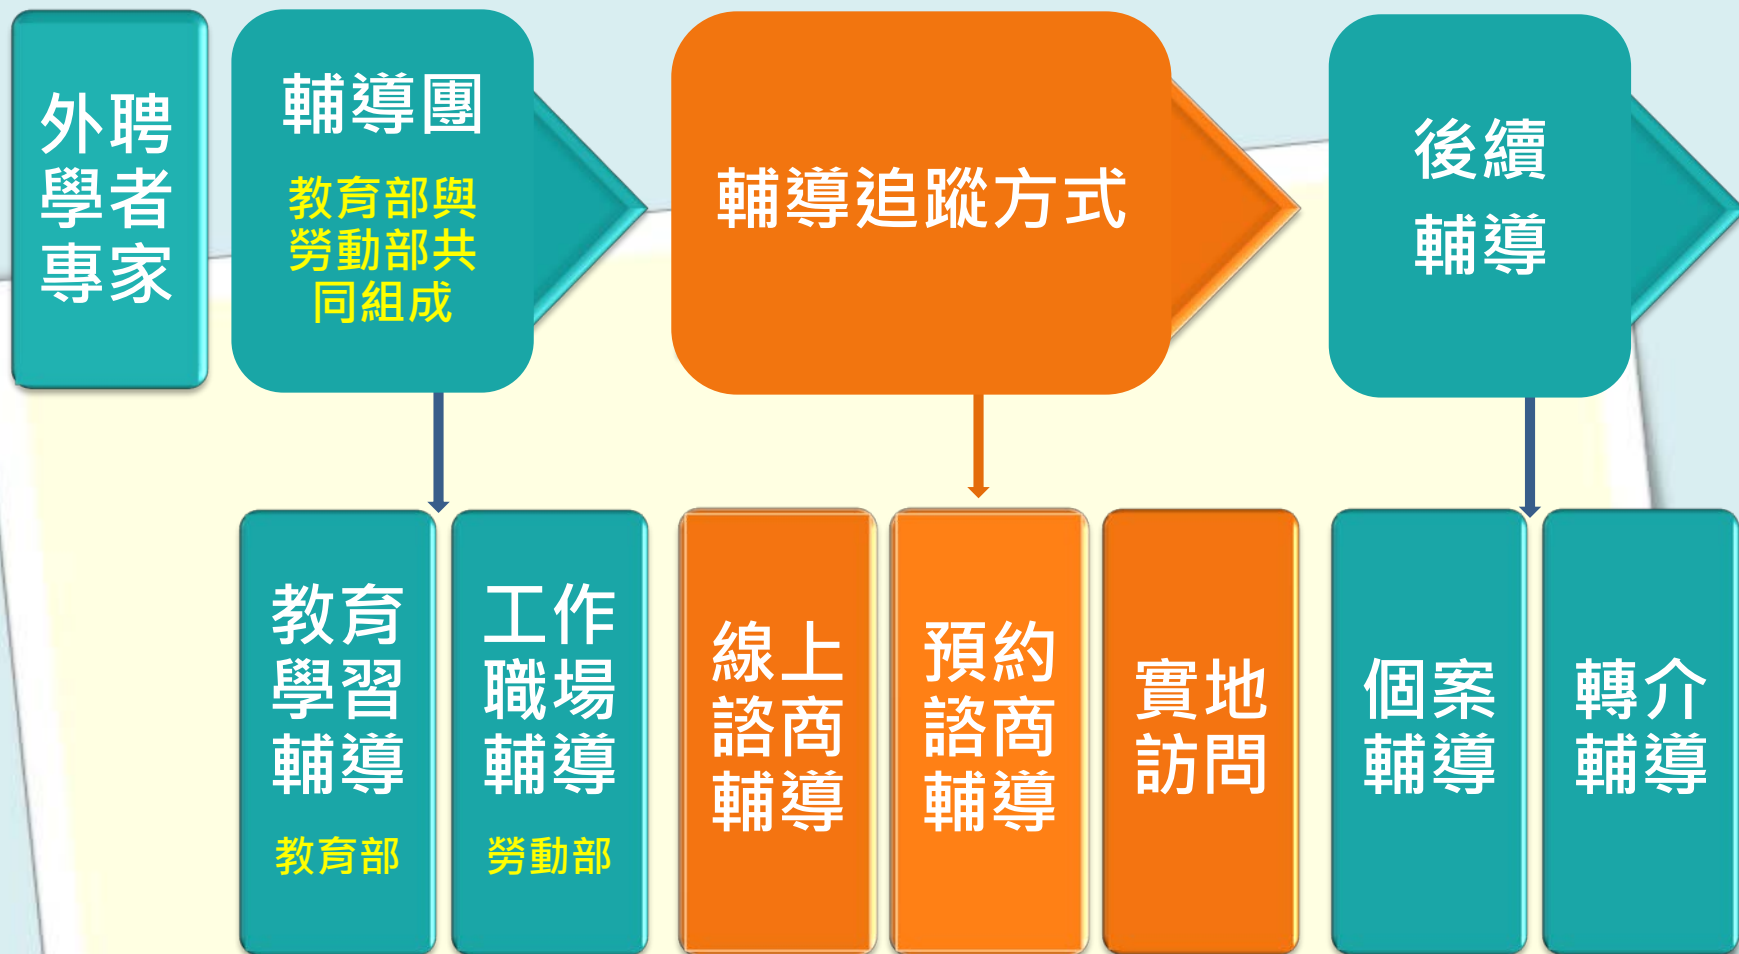 外聘
學者
專家
輔導團
教育部與
勞動部共
同組成
輔導追蹤方式
後續
輔導
教育
學習
輔導
教育部
工作
職場
輔導
勞動部
線上
諮商
輔導
預約
諮商
輔導
實地
訪問
個案
輔導
轉介
輔導